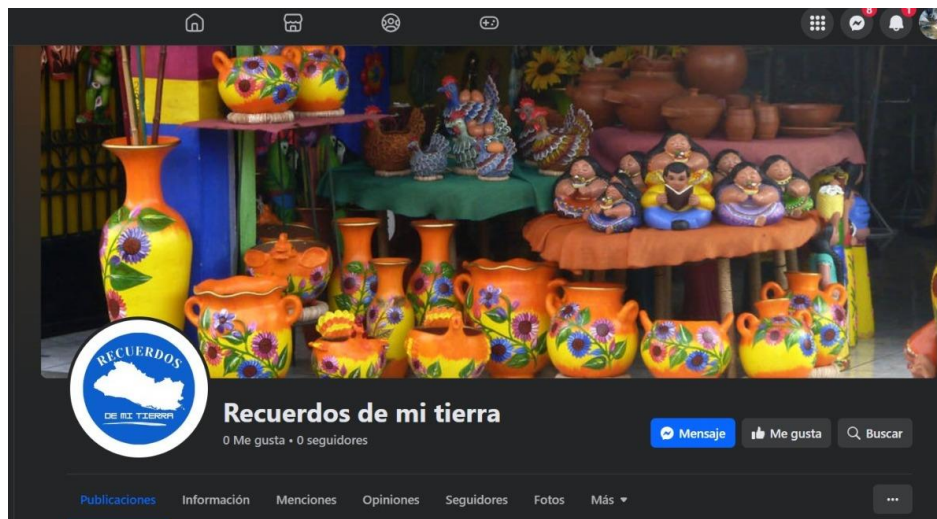 8
1
RECUERDOS
DE MI TIERRA
Recuerdos de mi tierra
0 Me gusta • 0 seguidores
Mensaje
Me gusta
Buscar
Publicaciones
Información
Menciones
Opiniones
Seguidores
Fotos
Más